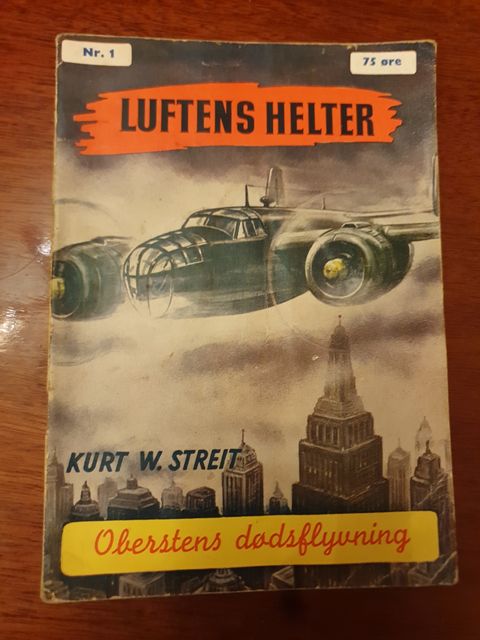 Nr. 1
75 øre
LUFTENS HELTER
KURT W. STREIT
Oberstens dødsflyvning